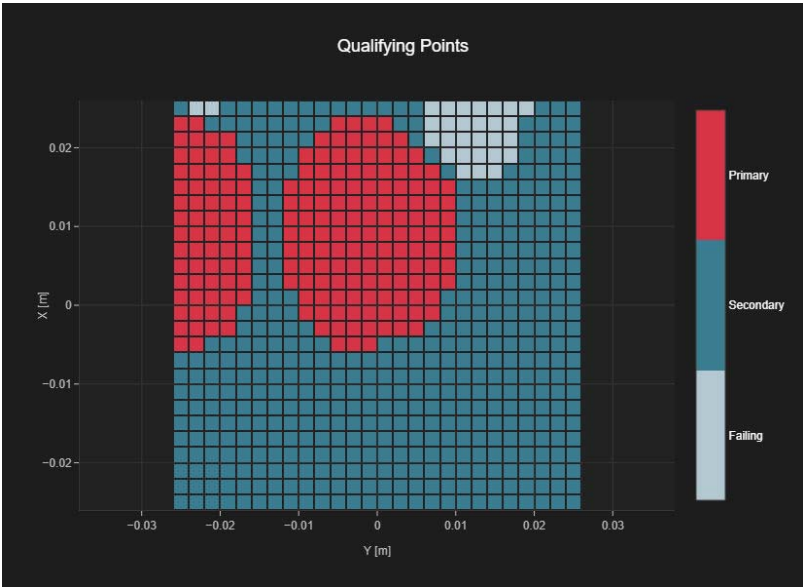 Qualifying Points
0.02
0.01
0
−0.01
−0.02
X [m]
−0.03
−0.02
−0.01
0
0.01
0.02
0.03
Y [m]
Primary
Secondary
Failing